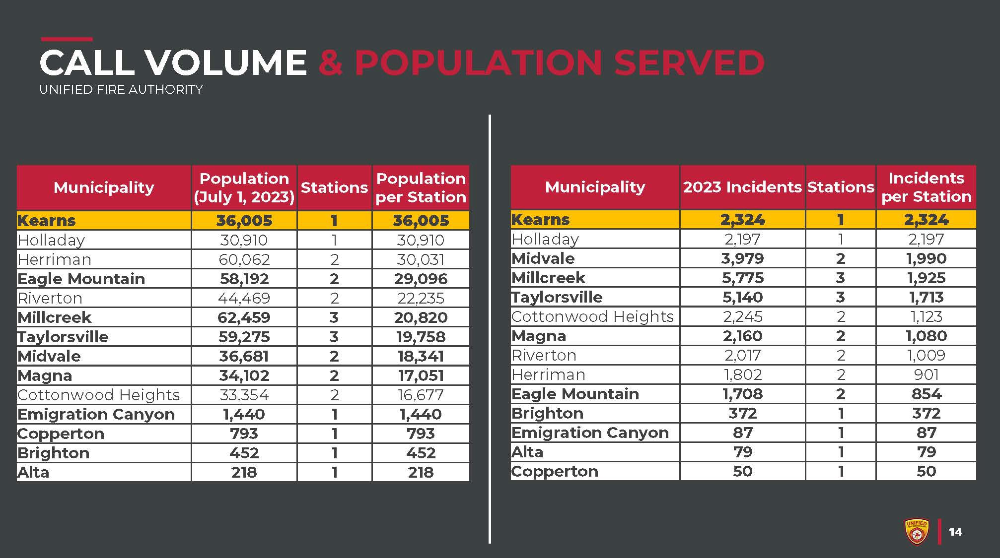 CALL VOLUME & POPULATION SERVED
UNIFIED FIRE AUTHORITY
Municipality Population (July 1, 2023) Stations Population per Station
Kearns 36,005 1 36,005
Holladay 30,910 1 30,910
Herriman 60,062 2 30,031
Eagle Mountain 58,192 2 29,096
Riverton 44,469 2 22,235
Millcreek 62,459 3 20,820
Taylorsville 59,275 3 19,758
Midvale 36,681 2 18,341
Magna 34,102 2 17,051
Cottonwood Heights 33,354 2 16,677
Emigration Canyon 1,440 1 1,440
Copperton 793 1 793
Brighton 452 1 452
Alta 218 1 218
Municipality 2023 Incidents Stations Incidents per Station
Kearns 2,324 1 2,324
Holladay 2,197 1 2,197
Midvale 3,979 2 1,990
Millcreek 5,775 3 1,925
Taylorsville 5,140 3 1,713
Cottonwood Heights 2,245 2 1,123
Magna 2,160 2 1,080
Riverton 2,017 2 1,009
Herriman 1,802 2 901
Eagle Mountain 1,708 2 854
Brighton 372 1 372
Emigration Canyon 87 1 87
Alta 79 1 79
Copperton 50 1 50
UNIFIED
FIRE SERVICE AREA
14